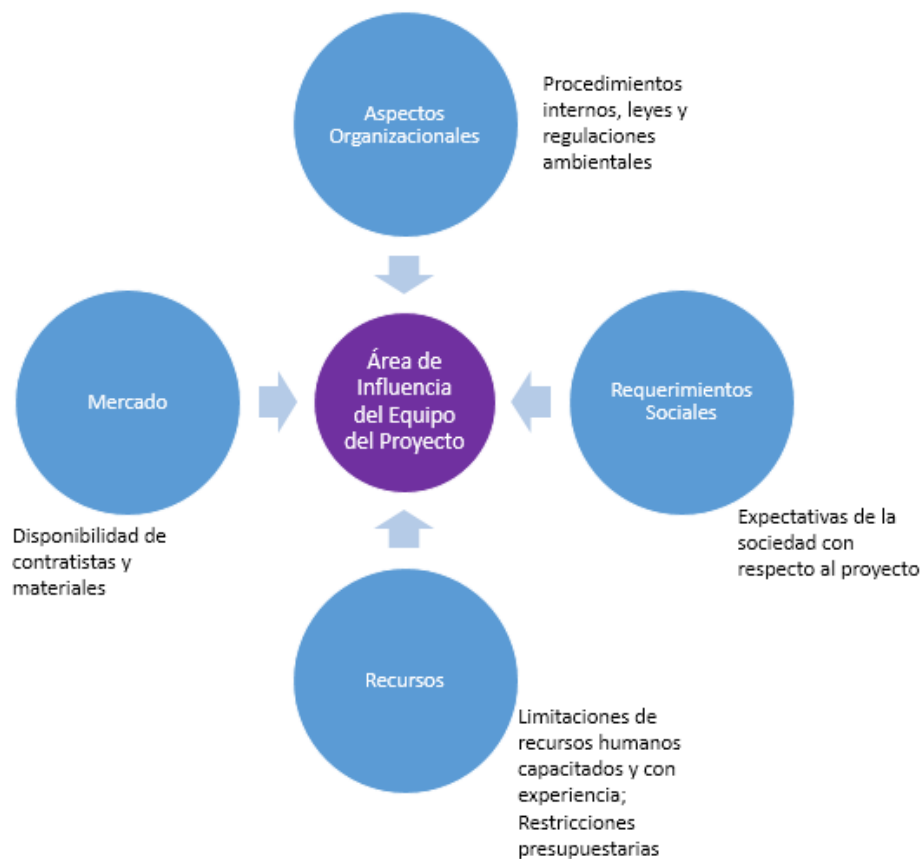 Aspectos
Organizacionales
Procedimientos
internos, leyes y
regulaciones
ambientales
Mercado
Disponibilidad de
contratistas y
materiales
Área de
Influencia
del Equipo
del Proyecto
Requerimientos
Sociales
Expectativas de la
sociedad con
respecto al proyecto
Recursos
Limitaciones de
recursos humanos
capacitados y con
experiencia;
Restricciones
presupuestarias